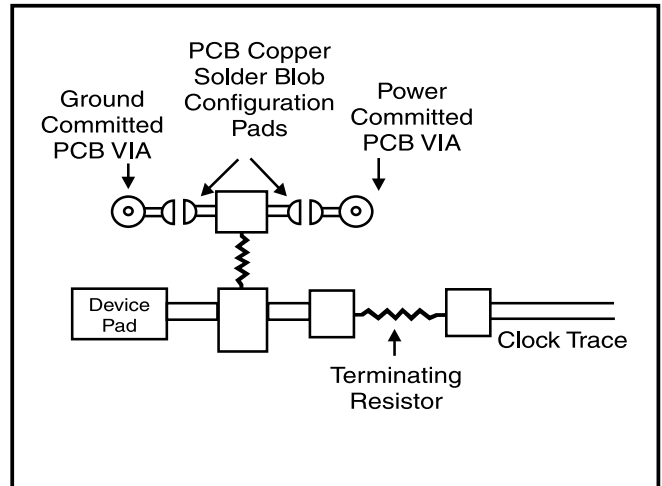 PCB Copper
Solder Blob
Configuration
Pads
Ground
Committed
PCB VIA
Power
Committed
PCB VIA
Device
Pad
Clock Trace
Terminating
Resistor